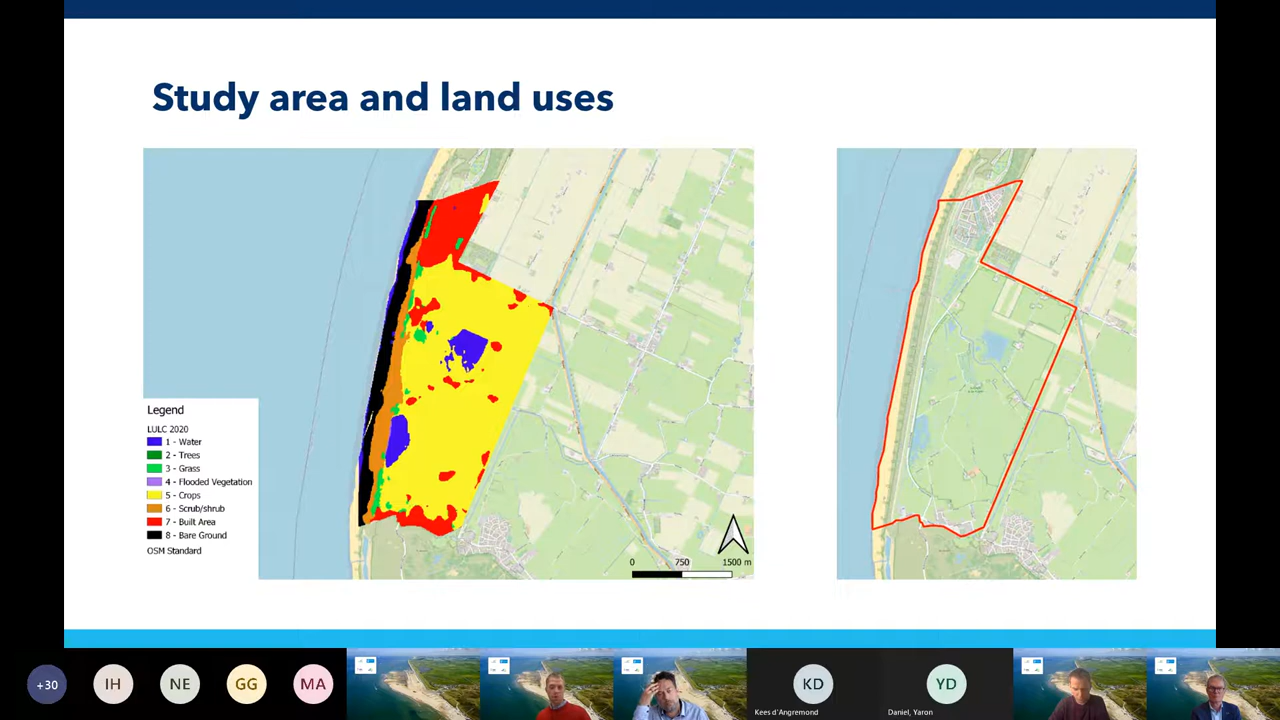 Study area and land uses
Legend
LULC 2020
1 - Water
2 - Trees
3 - Grass
4 - Flooded Vegetation
5 - Crops
6 - Scrub/shrub
7 - Built Area
8 - Bare Ground
OSM Standard
0 750 1500 m
+30
IH
NE
GG
MA
KD
Kees d'Angremond
YD
Daniel, Yaron